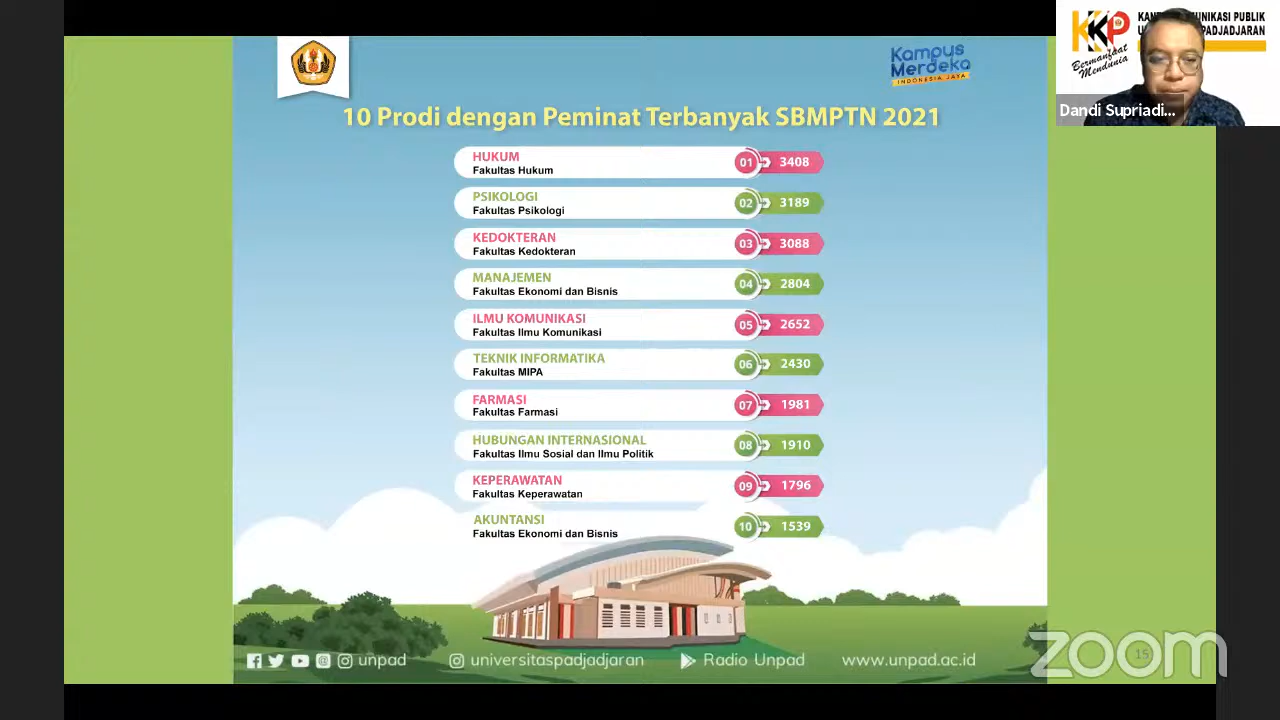 Kampus
Merdeka
INDONESIA JAYA
10 Prodi dengan Peminat Terbanyak SBMPTN 2021
HUKUM
Fakultas Hukum
01 3408
PSIKOLOGI
Fakultas Psikologi
02 3189
KEDOKTERAN
Fakultas Kedokteran
03 3088
MANAJEMEN
Fakultas Ekonomi dan Bisnis
04 2804
ILMU KOMUNIKASI
Fakultas Ilmu Komunikasi
05 2652
TEKNIK INFORMATIKA
Fakultas MIPA
06 2430
FARMASI
Fakultas Farmasi
07 1981
HUBUNGAN INTERNASIONAL
Fakultas Ilmu Sosial dan Ilmu Politik
08 1910
KEPERAWATAN
Fakultas Keperawatan
09 1796
AKUNTANSI
Fakultas Ekonomi dan Bisnis
10 1539
unpad universitaspadjadjaran Radio Unpad www.unpad.ac.id
15
zoom
KKP
Bermanfaat
Mendunia
PUBLIK
Dandi Supriadi...